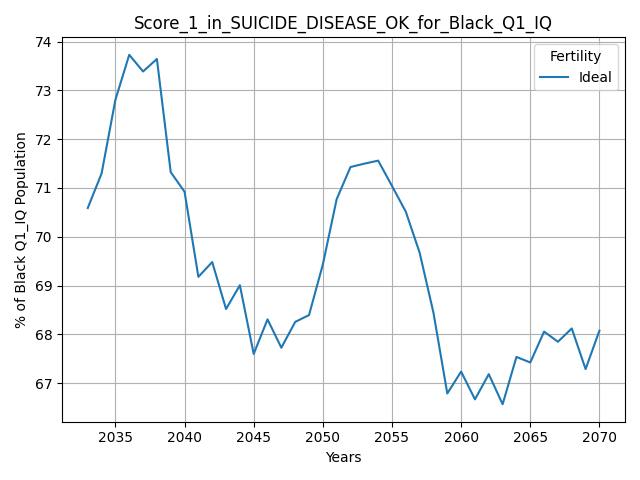 Score_1_in_SUICIDE_DISEASE_OK_for_Black_Q1_IQ
Fertility
Ideal
% of Black Q1_IQ Population
74
73
72
71
70
69
68
67
2035 2040 2045 2050 2055 2060 2065 2070
Years